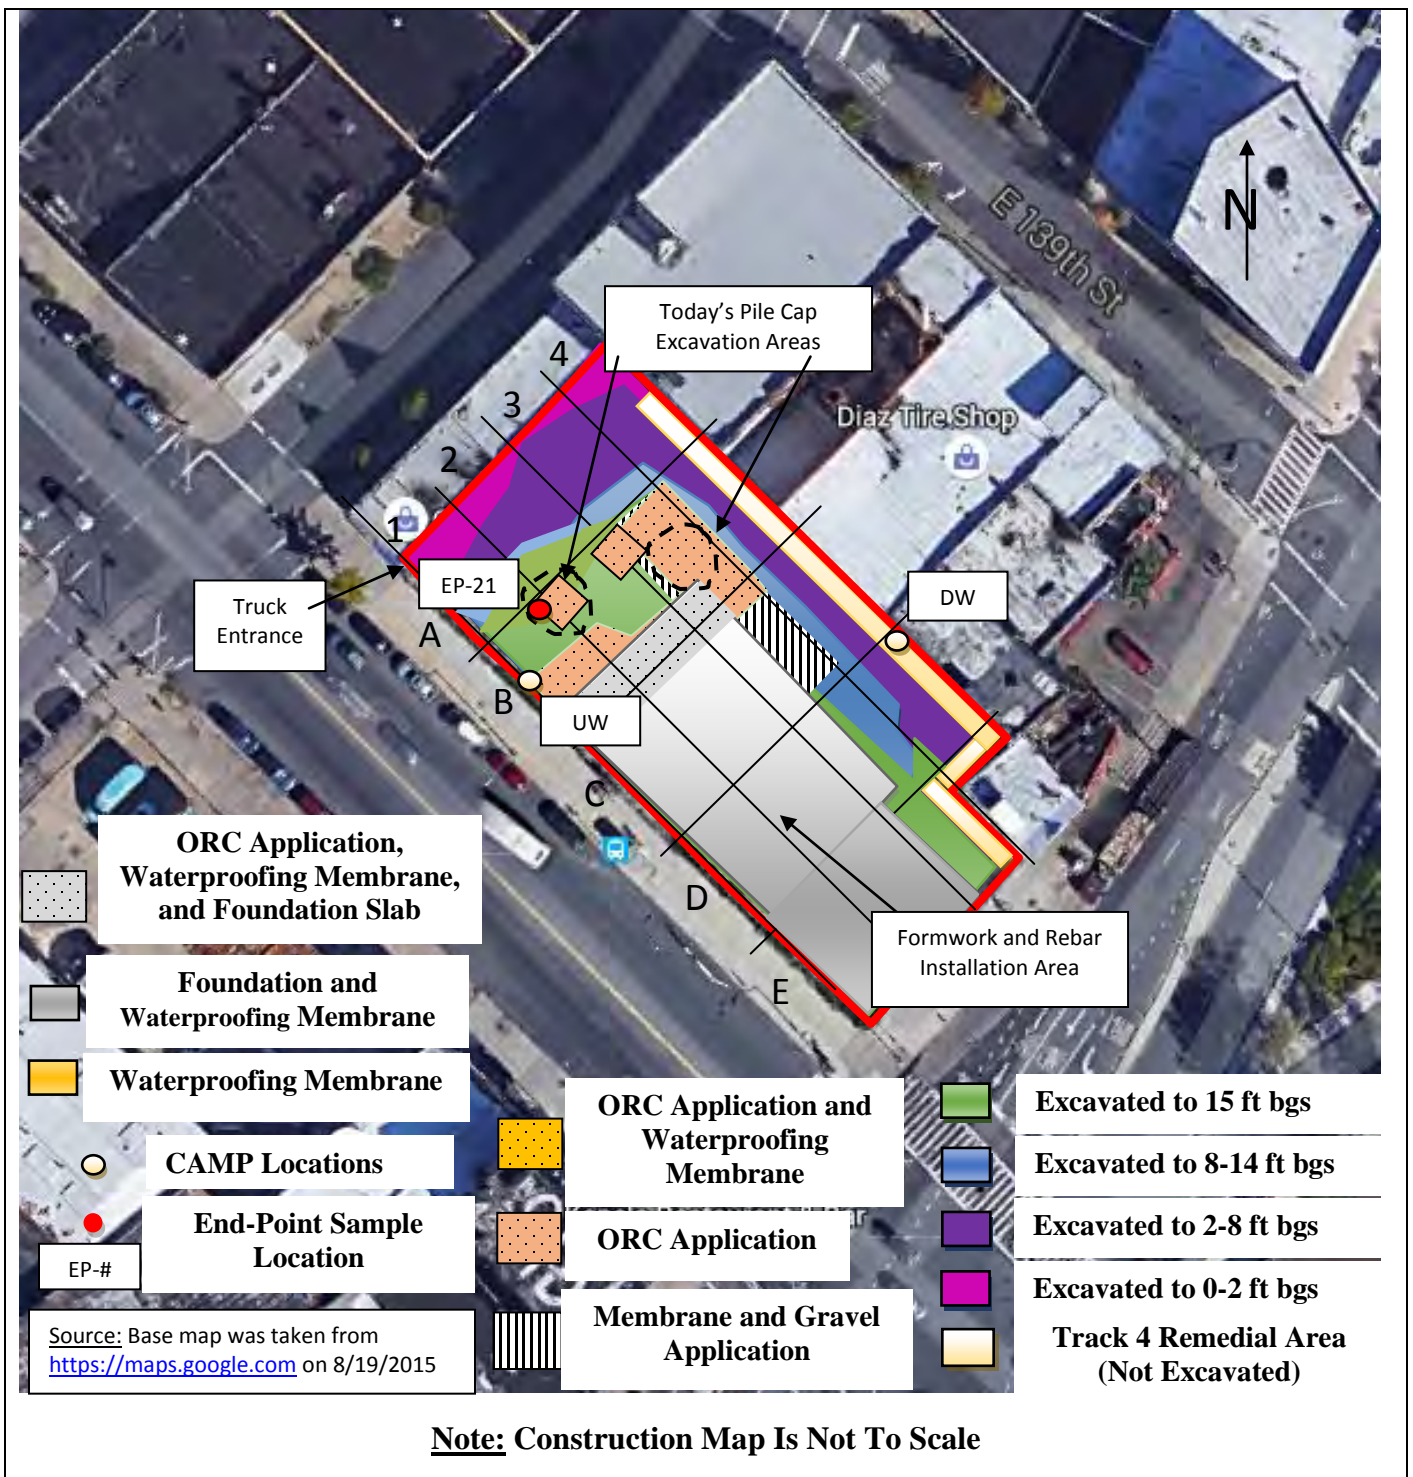 E 139th St
N
Today's Pile Cap
Excavation Areas
4
3
2
1
Diaz Tire Shop
EP-21
DW
Truck
Entrance
A
B
UW
C
D
E
Formwork and Rebar
Installation Area
ORC Application,
Waterproofing Membrane,
and Foundation Slab
Foundation and
Waterproofing Membrane
Waterproofing Membrane
CAMP Locations
End-Point Sample
Location
EP-#
ORC Application and
Waterproofing
Membrane
ORC Application
Membrane and Gravel
Application
Excavated to 15 ft bgs
Excavated to 8-14 ft bgs
Excavated to 2-8 ft bgs
Excavated to 0-2 ft bgs
Track 4 Remedial Area
(Not Excavated)
Source: Base map was taken from
https://maps.google.com on 8/19/2015
Note: Construction Map Is Not To Scale